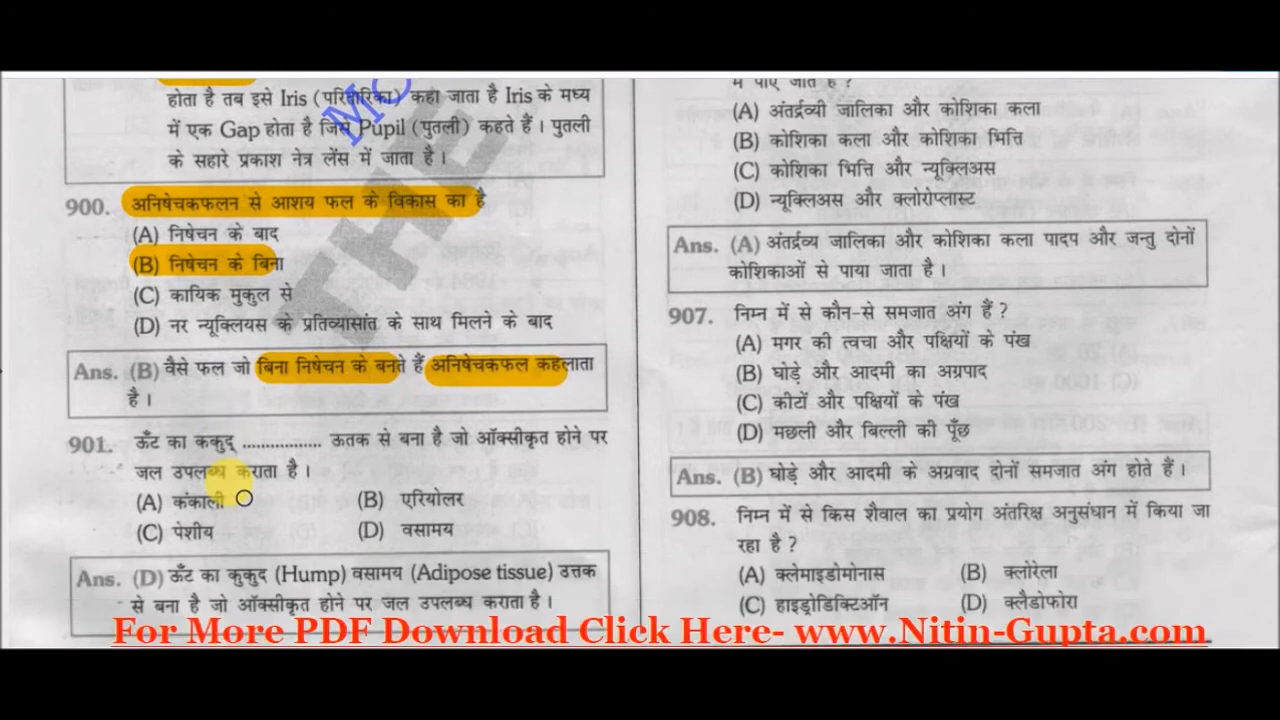 होता है तब इसे Iris (परितारिका) कहा जाता है Iris के मध्य
में एक Gap होता है जिसे Pupil (पुतली) कहते हैं। पुतली
के सहारे प्रकाश नेत्र लेंस में जाता है।
900. अनिषेचकफलन से आशय फल के विकास का है
(A) निषेचन के बाद
(B) निषेचन के बिना
(C) कायिक मुकुल से
(D) नर न्यूक्लियस के प्रतिव्यासांत के साथ मिलने के बाद
Ans. (B) वैसे फल जो बिना निषेचन के बनते हैं अनिषेचकफल कहलाता
है।
901. ऊँट का ककुद् .................. ऊतक से बना है जो ऑक्सीकृत होने पर
जल उपलब्ध कराता है।
(A) कंकाली (B) एरियोलर
(C) पेशीय (D) वसामय
Ans. (D) ऊँट का कुकुद (Hump) वसामय (Adipose tissue) उत्तक
से बना है जो ऑक्सीकृत होने पर जल उपलब्ध कराता है।
में पाए जाते हैं?
(A) अंतर्द्रव्यी जालिका और कोशिका कला
(B) कोशिका कला और कोशिका भित्ति
(C) कोशिका भित्ति और न्यूक्लिअस
(D) न्यूक्लिअस और क्लोरोप्लास्ट
Ans. (A) अंतर्द्रव्य जालिका और कोशिका कला पादप और जन्तु दोनों
कोशिकाओं से पाया जाता है।
907. निम्न में से कौन-से समजात अंग हैं?
(A) मगर की त्वचा और पक्षियों के पंख
(B) घोड़े और आदमी का अग्रपाद
(C) कीटों और पक्षियों के पंख
(D) मछली और बिल्ली की पूँछ
Ans. (B) घोड़े और आदमी के अग्रवाद दोनों समजात अंग होते हैं।
908. निम्न में से किस शैवाल का प्रयोग अंतरिक्ष अनुसंधान में किया जा
रहा है?
(A) क्लेमाइडोमोनास (B) क्लोरेला
(C) हाइड्रोडिक्टिऑन (D) क्लैडोफोरा
For More PDF Download Click Here- www.Nitin-Gupta.com